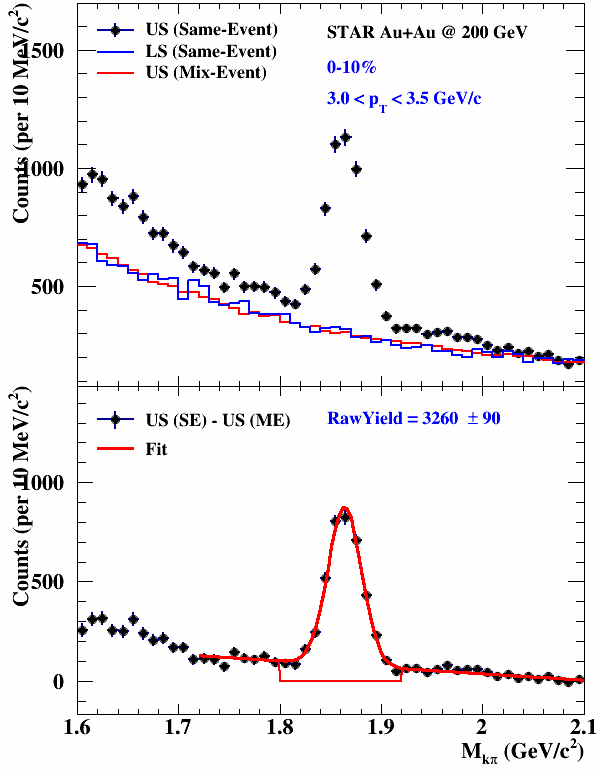 Counts (per 10 MeV/c²)
1500
1000
500
US (Same-Event)
LS (Same-Event)
US (Mix-Event)
STAR Au+Au @ 200 GeV
0-10%
3.0 < p_T < 3.5 GeV/c
Counts (per 10 MeV/c²)
1000
500
0
US (SE) - US (ME)
Fit
RawYield = 3260 ± 90
1.6 1.7 1.8 1.9 2 2.1
M_kπ (GeV/c²)